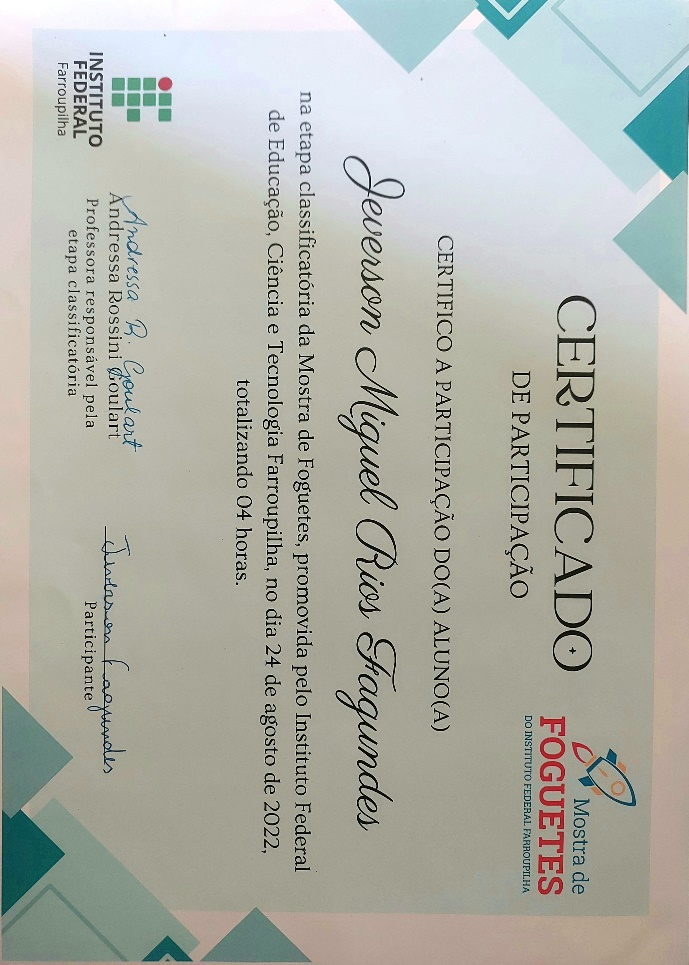 CERTIFICADO
DE PARTICIPAÇÃO
Mostra de
FOGUETES
DO INSTITUTO FEDERAL FARROUPILHA
CERTIFICO A PARTICIPAÇÃO DO(A) ALUNO(A)
Jeverson Miguel Rios Fagundes
na etapa classificatória da Mostra de Foguetes, promovida pelo Instituto Federal
de Educação, Ciência e Tecnologia Farroupilha, no dia 24 de agosto de 2022,
totalizando 04 horas.
INSTITUTO
FEDERAL
Farroupilha
Andressa R. Goulart
Andressa Rossini Goulart
Professora responsável pela
etapa classificatória
Jeverson Fagundes
Participante